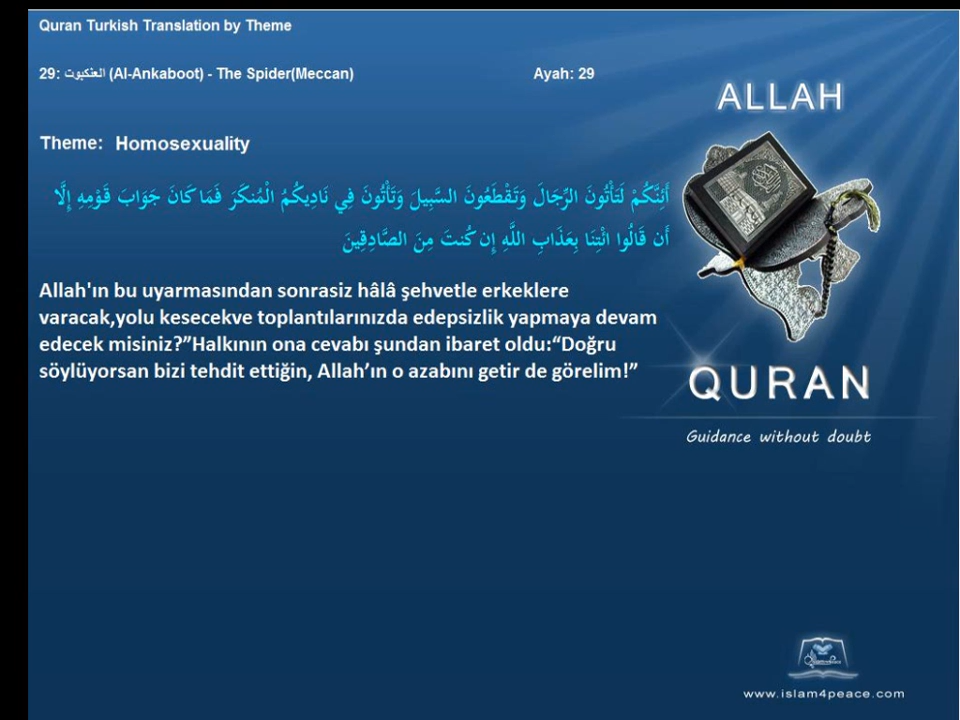 Quran Turkish Translation by Theme
29: العنكبوت (Al-Ankaboot) - The Spider(Meccan) Ayah: 29
Theme: Homosexuality
أَئِنَّكُمْ لَتَأْتُونَ الرِّجَالَ وَتَقْطَعُونَ السَّبِيلَ وَتَأْتُونَ فِي نَادِيكُمُ الْمُنكَرَ فَمَا كَانَ جَوَابَ قَوْمِهِ إِلَّا
أَن قَالُوا ائْتِنَا بِعَذَابِ اللَّهِ إِن كُنتَ مِنَ الصَّادِقِينَ
Allah'ın bu uyarmasından sonrasiz hâlâ şehvetle erkeklere
varacak,yolu kesecekve toplantılarınızda edepsizlik yapmaya devam
edecek misiniz?”Halkının ona cevabı şundan ibaret oldu:“Doğru
söylüyorsan bizi tehdit ettiğin, Allah’ın o azabını getir de görelim!”
ALLAH
QURAN
Guidance without doubt
www.islam4peace.com